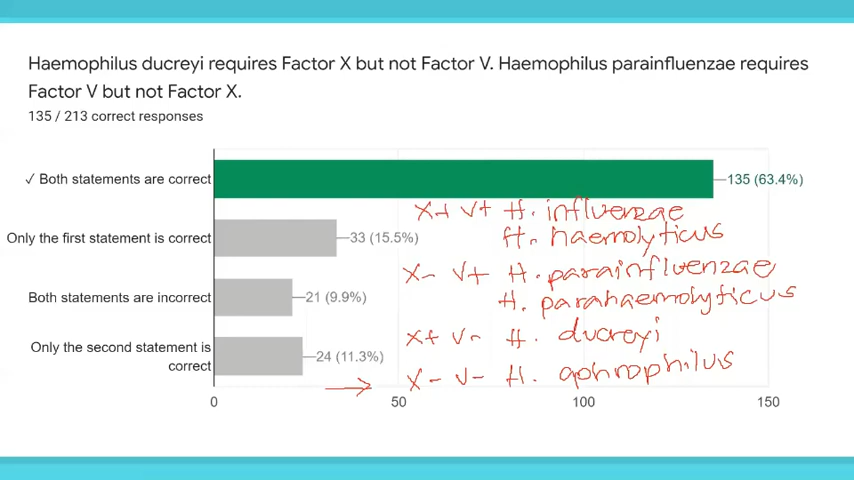 Haemophilus ducreyi requires Factor X but not Factor V. Haemophilus parainfluenzae requires
Factor V but not Factor X.
135 / 213 correct responses
✓ Both statements are correct
135 (63.4%)
X+ V+ H. influenzae
Only the first statement is correct
33 (15.5%)
H. haemolyticus
X- V+ H. parainfluenzae
Both statements are incorrect
21 (9.9%)
H. parahaemolyticus
X+ V- H. ducreyi
Only the second statement is
correct
24 (11.3%)
→ X- V- H. aphrophilus
0 50 100 150